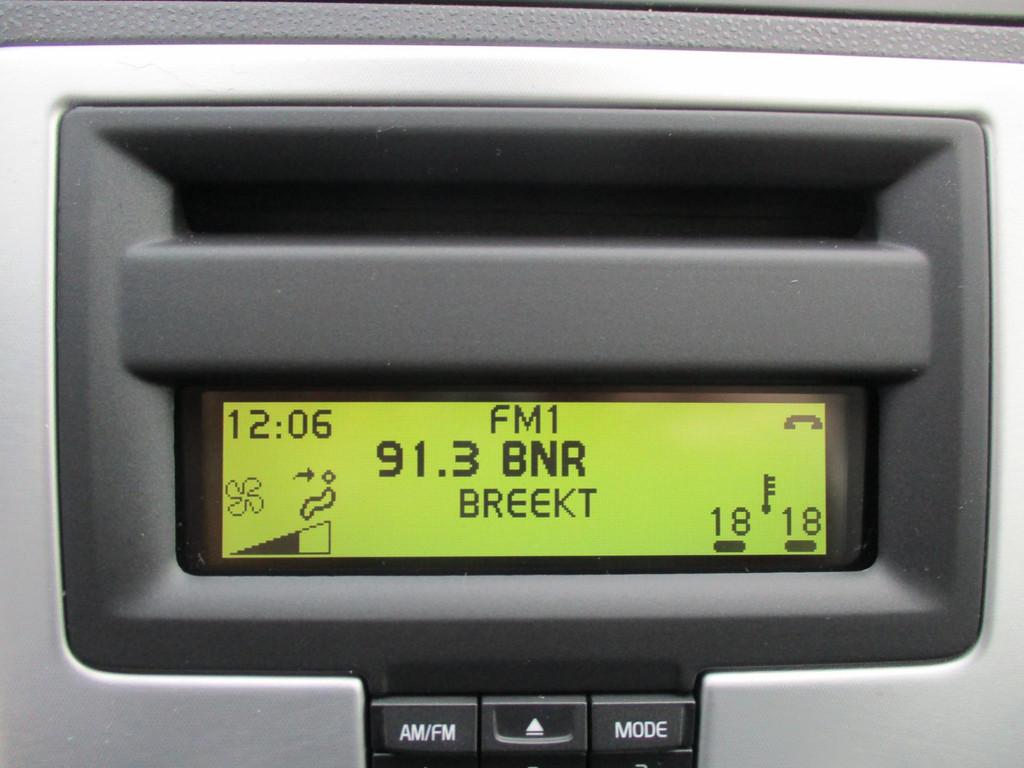 12:06 FM1
91.3 BNR
BREEKT
18 18
AM/FM MODE